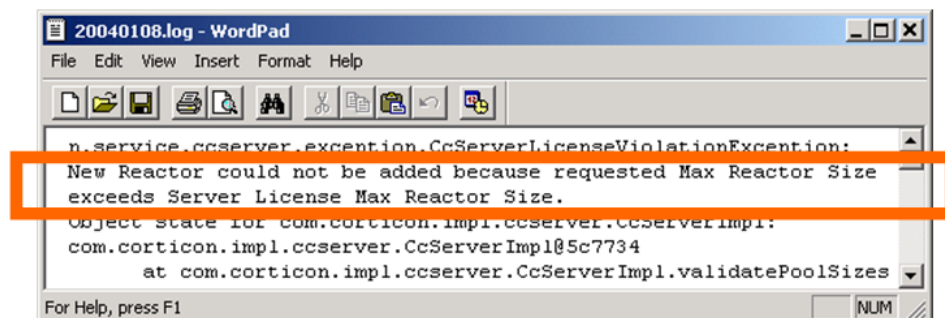 20040108.log - WordPad
File Edit View Insert Format Help
n.service.ccserver.exception.CcServerLicenseViolationException:
New Reactor could not be added because requested Max Reactor Size
exceeds Server License Max Reactor Size.
Object state for com.corticon.impl.ccserver.CcServerImpl:
com.corticon.impl.ccserver.CcServerImpl@5c7734
at com.corticon.impl.ccserver.CcServerImpl.validatePoolSizes
For Help, press F1
NUM